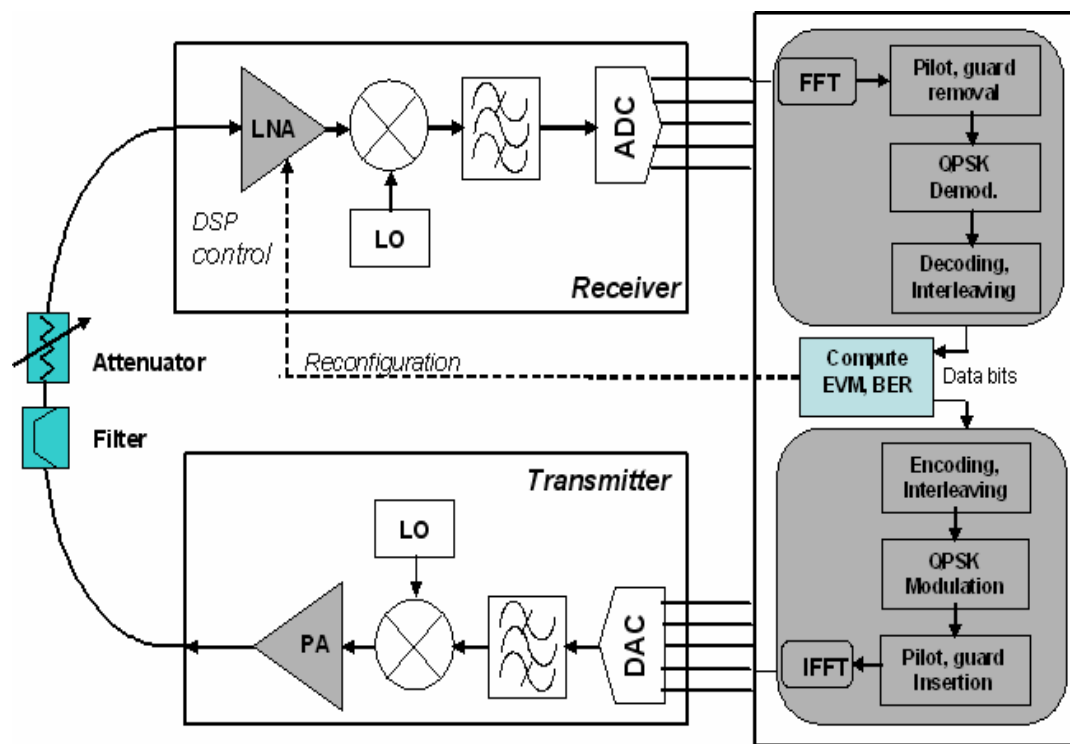 LNA
ADC
LO
DSP
control
Receiver
FFT
Pilot, guard
removal
QPSK
Demod.
Decoding,
Interleaving
Attenuator
Filter
Reconfiguration
Compute
EVM, BER
Data bits
Transmitter
LO
PA
DAC
Encoding,
Interleaving
QPSK
Modulation
IFFT
Pilot, guard
Insertion